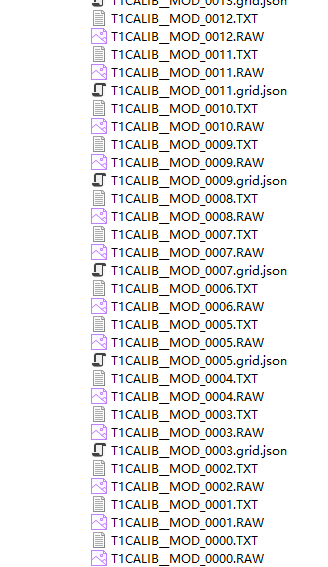 T1CALIB__MOD_0013.grid.json
T1CALIB__MOD_0012.TXT
T1CALIB__MOD_0012.RAW
T1CALIB__MOD_0011.TXT
T1CALIB__MOD_0011.RAW
T1CALIB__MOD_0011.grid.json
T1CALIB__MOD_0010.TXT
T1CALIB__MOD_0010.RAW
T1CALIB__MOD_0009.TXT
T1CALIB__MOD_0009.RAW
T1CALIB__MOD_0009.grid.json
T1CALIB__MOD_0008.TXT
T1CALIB__MOD_0008.RAW
T1CALIB__MOD_0007.TXT
T1CALIB__MOD_0007.RAW
T1CALIB__MOD_0007.grid.json
T1CALIB__MOD_0006.TXT
T1CALIB__MOD_0006.RAW
T1CALIB__MOD_0005.TXT
T1CALIB__MOD_0005.RAW
T1CALIB__MOD_0005.grid.json
T1CALIB__MOD_0004.TXT
T1CALIB__MOD_0004.RAW
T1CALIB__MOD_0003.TXT
T1CALIB__MOD_0003.RAW
T1CALIB__MOD_0003.grid.json
T1CALIB__MOD_0002.TXT
T1CALIB__MOD_0002.RAW
T1CALIB__MOD_0001.TXT
T1CALIB__MOD_0001.RAW
T1CALIB__MOD_0000.TXT
T1CALIB__MOD_0000.RAW